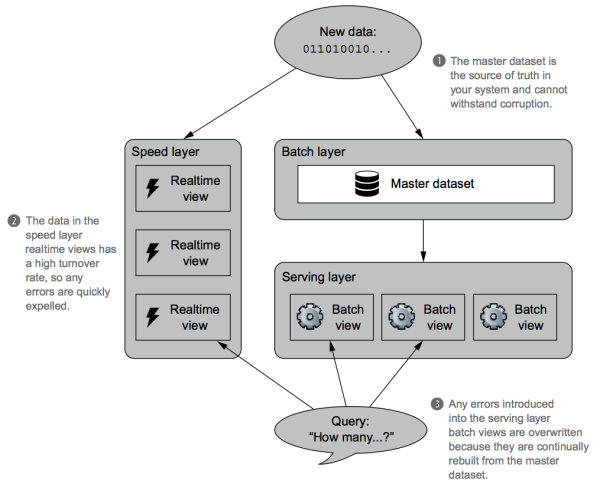 New data:
011010010...
1 The master dataset is
the source of truth in
your system and cannot
withstand corruption.
Speed layer
Realtime
view
Realtime
view
Realtime
view
Batch layer
Master dataset
2 The data in the
speed layer
realtime views has
a high turnover
rate, so any
errors are quickly
expelled.
Serving layer
Batch
view
Batch
view
Batch
view
Query:
“How many...?”
3 Any errors introduced
into the serving layer
batch views are overwritten
because they are continually
rebuilt from the master
dataset.